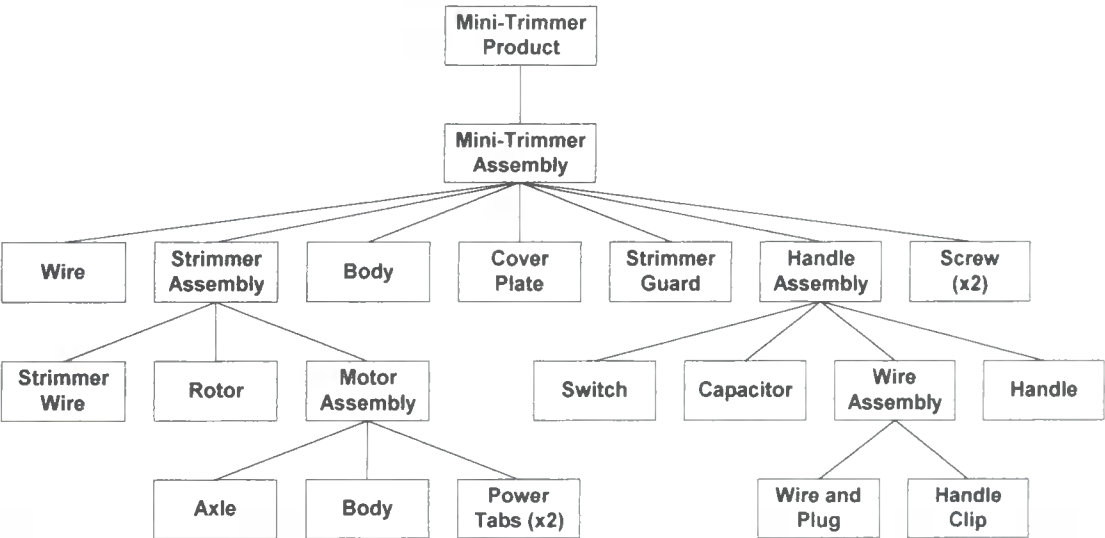 Mini-Trimmer
Product
Mini-Trimmer
Assembly
Wire
Strimmer
Assembly
Body
Cover
Plate
Strimmer
Guard
Handle
Assembly
Screw
(x2)
Strimmer
Wire
Rotor
Motor
Assembly
Switch
Capacitor
Wire
Assembly
Handle
Axle
Body
Power
Tabs (x2)
Wire and
Plug
Handle
Clip